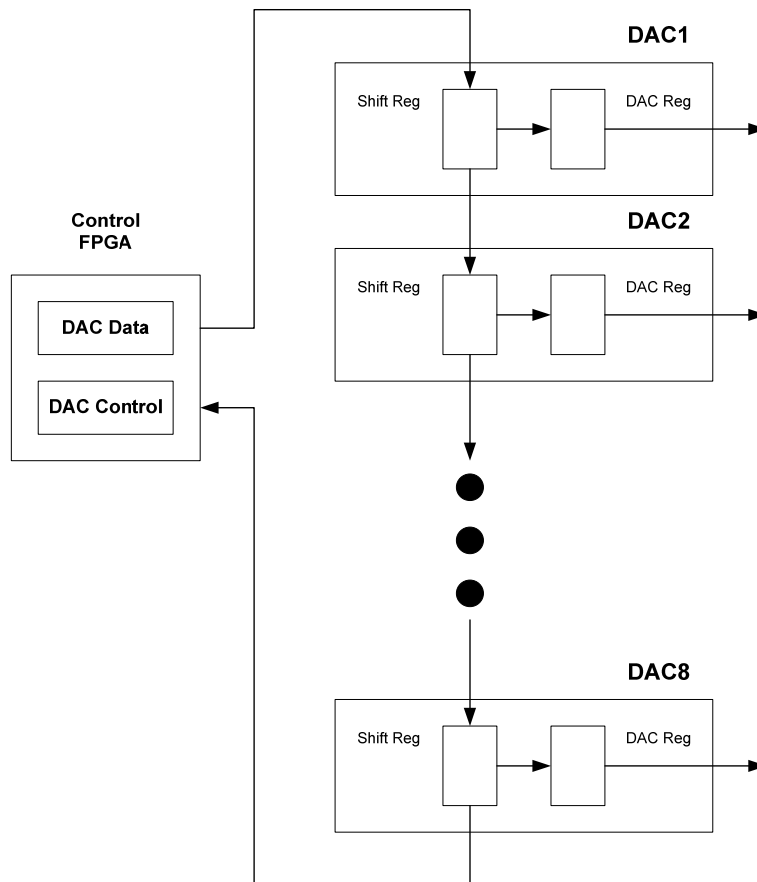 DAC1
Shift Reg
DAC Reg
Control
FPGA
DAC Data
DAC Control
DAC2
Shift Reg
DAC Reg
DAC8
Shift Reg
DAC Reg